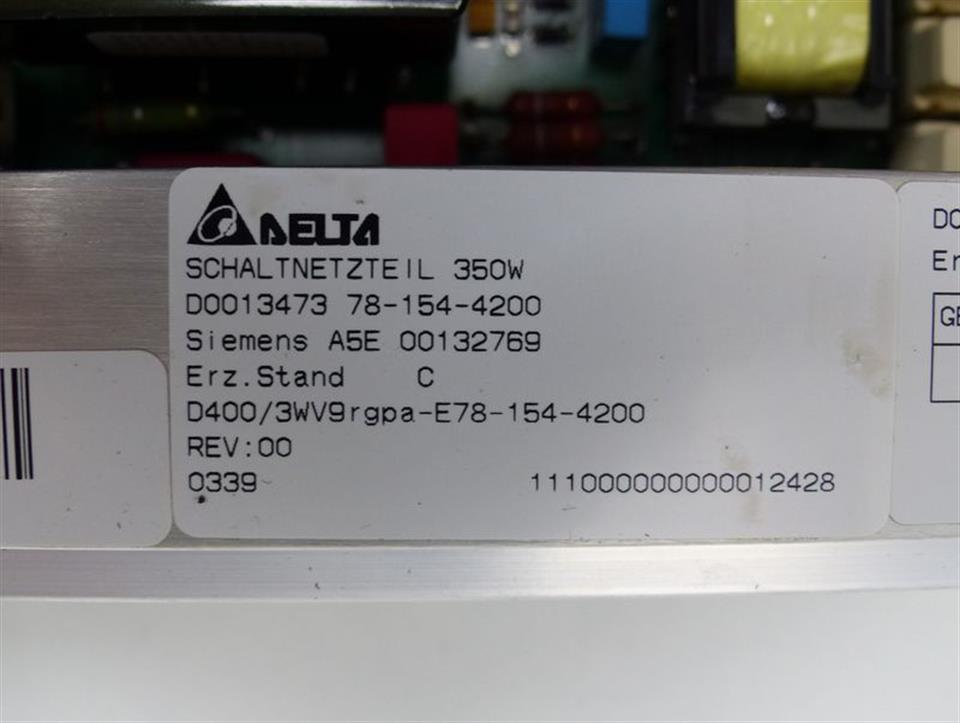 DELTA
SCHALTNETZTEIL 350W
D0013473 78-154-4200
Siemens A5E 00132769
Erz.Stand C
D400/3WV9rgpa-E78-154-4200
REV:00
0339 111000000000012428